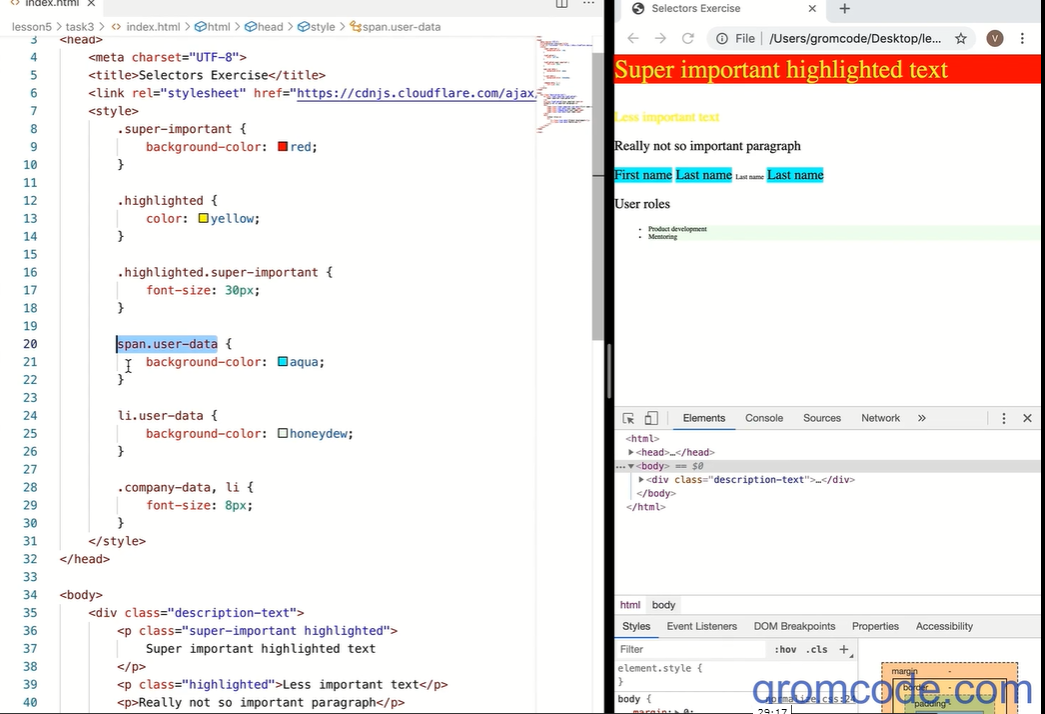 index.html ×
lesson5 > task3 > <> index.html > html > head > style > span.user-data
3 <head>
4 <meta charset="UTF-8">
5 <title>Selectors Exercise</title>
6 <link rel="stylesheet" href="https://cdnjs.cloudflare.com/ajax,
7 <style>
8 .super-important {
9 background-color: red;
10 }
11
12 .highlighted {
13 color: yellow;
14 }
15
16 .highlighted.super-important {
17 font-size: 30px;
18 }
19
20 span.user-data {
21 background-color: aqua;
22 }
23
24 li.user-data {
25 background-color: honeydew;
26 }
27
28 .company-data, li {
29 font-size: 8px;
30 }
31 </style>
32 </head>
33
34 <body>
35 <div class="description-text">
36 <p class="super-important highlighted">
37 Super important highlighted text
38 </p>
39 <p class="highlighted">Less important text</p>
40 <p>Really not so important paragraph</p>
Selectors Exercise × +
File | /Users/gromcode/Desktop/le... V
Super important highlighted text
Less important text
Really not so important paragraph
First name Last name Last name Last name
User roles
• Product development
• Mentoring
Elements Console Sources Network » ×
<html>
▶<head>…</head>
...▼<body> == $0
▶<div class="description-text">…</div>
</body>
</html>
html body
Styles Event Listeners DOM Breakpoints Properties Accessibility
Filter :hov .cls +
element.style {
}
body { normalize.css:24
margin: 0;
margin -
border -
padding -
gromcode.com
29:17